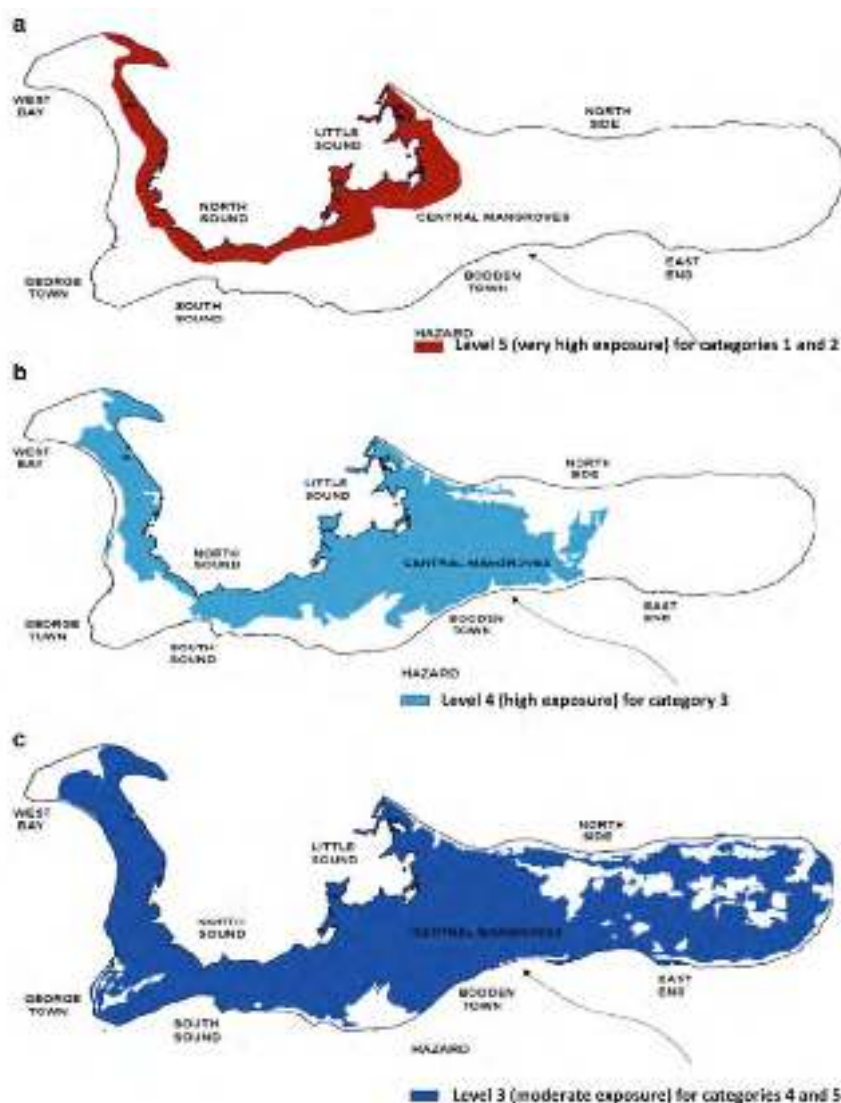 a
WEST
BAY
LITTLE
SOUND
NORTH
SIDE
NORTH
SOUND
CENTRAL MANGROVES
GEORGE
TOWN
SOUTH
SOUND
BODDEN
TOWN
EAST
END
HAZARD
Level 5 (very high exposure) for categories 1 and 2
b
WEST
BAY
LITTLE
SOUND
NORTH
SIDE
NORTH
SOUND
CENTRAL MANGROVES
GEORGE
TOWN
SOUTH
SOUND
BODDEN
TOWN
EAST
END
HAZARD
Level 4 (high exposure) for category 3
c
WEST
BAY
LITTLE
SOUND
NORTH
SIDE
NORTH
SOUND
CENTRAL MANGROVES
GEORGE
TOWN
SOUTH
SOUND
BODDEN
TOWN
EAST
END
HAZARD
Level 3 (moderate exposure) for categories 4 and 5